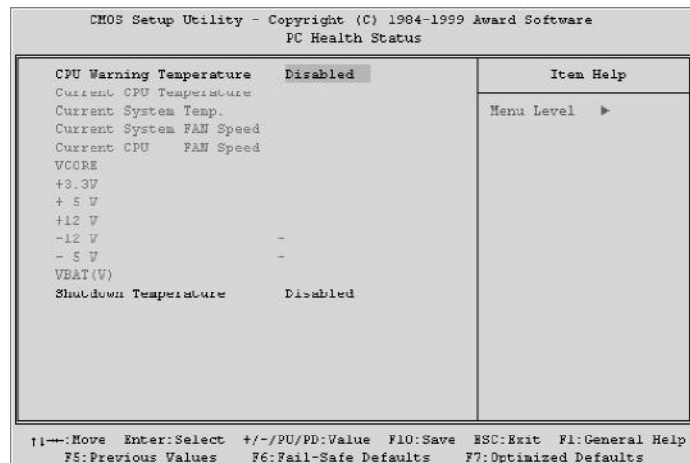 CMOS Setup Utility - Copyright (C) 1984-1999 Award Software
PC Health Status
CPU Warning Temperature Disabled
Current CPU Temperature
Current System Temp.
Current System FAN Speed
Current CPU FAN Speed
VCORE
+3.3V
+ 5 V
+12 V
-12 V -
- 5 V -
VBAT(V)
Shutdown Temperature Disabled
Item Help
Menu Level ▶
↑↓→←:Move Enter:Select +/-/PU/PD:Value F10:Save ESC:Exit F1:General Help
F5:Previous Values F6:Fail-Safe Defaults F7:Optimized Defaults